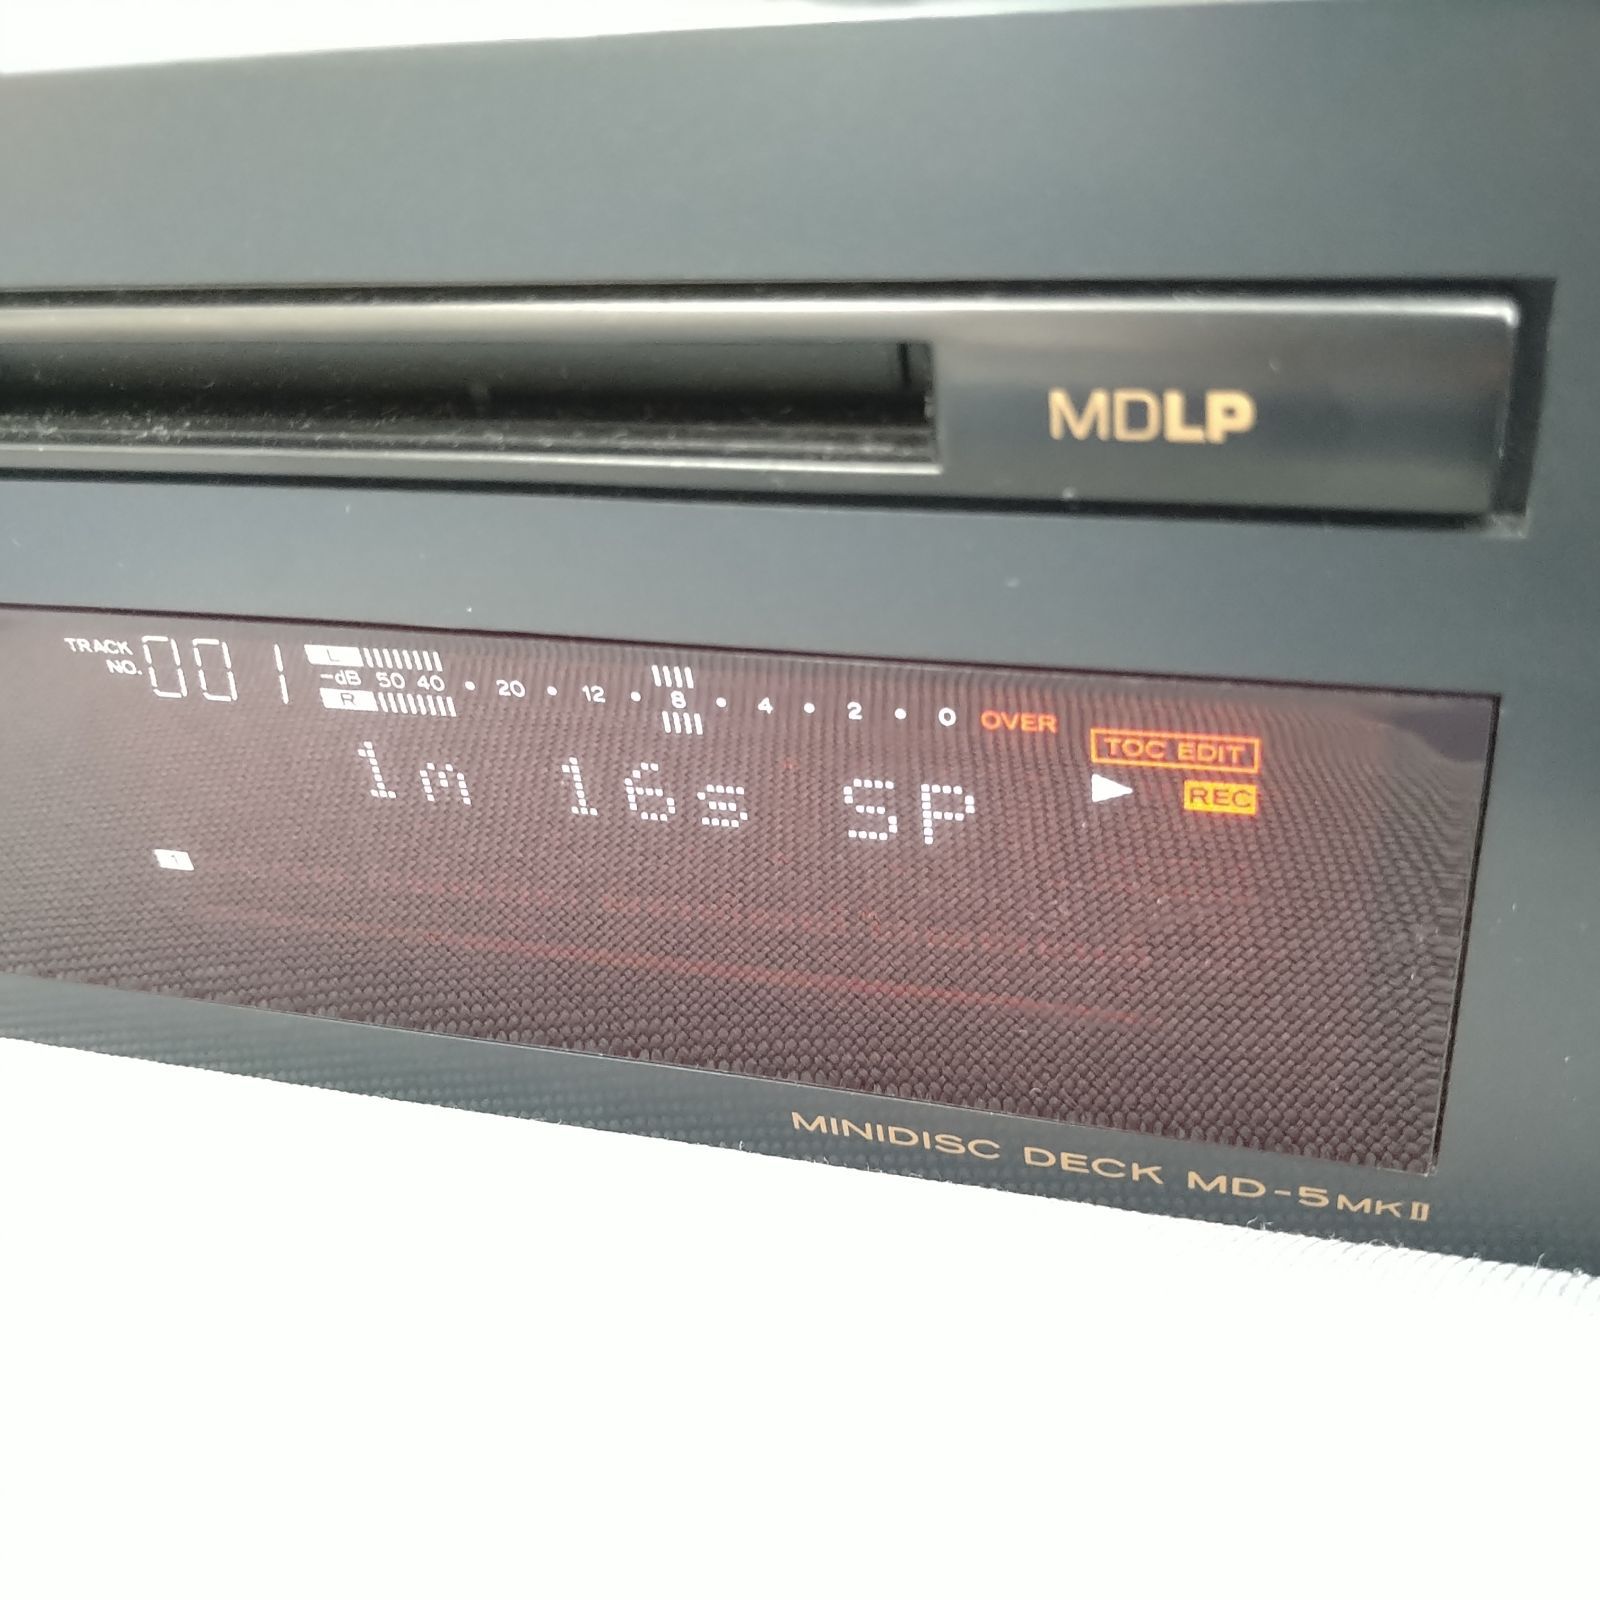 MDLP
TRACK NO. 001
L
-dB 50 40 • 20 • 12 • 8 • 4 • 2 • 0 OVER
R
TOC EDIT
1m 16s SP
REC
1
MINIDISC DECK MD-5MKII